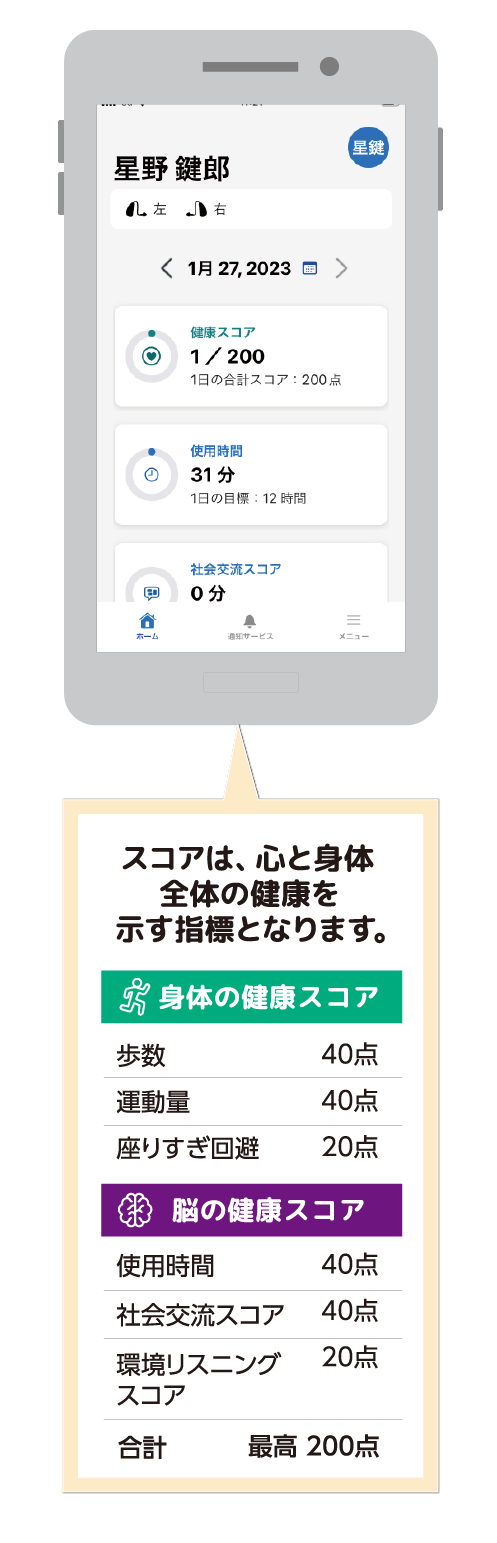 星鍵
星野 鍵郎
左 右
1月 27, 2023
健康スコア
1 / 200
1日の合計スコア：200点
使用時間
31 分
1日の目標：12 時間
社会交流スコア
0 分
ホーム 通知サービス メニュー
スコアは、心と身体
全体の健康を
示す指標となります。
身体の健康スコア
歩数 40点
運動量 40点
座りすぎ回避 20点
脳の健康スコア
使用時間 40点
社会交流スコア 40点
環境リスニング 20点
スコア
合計 最高 200点